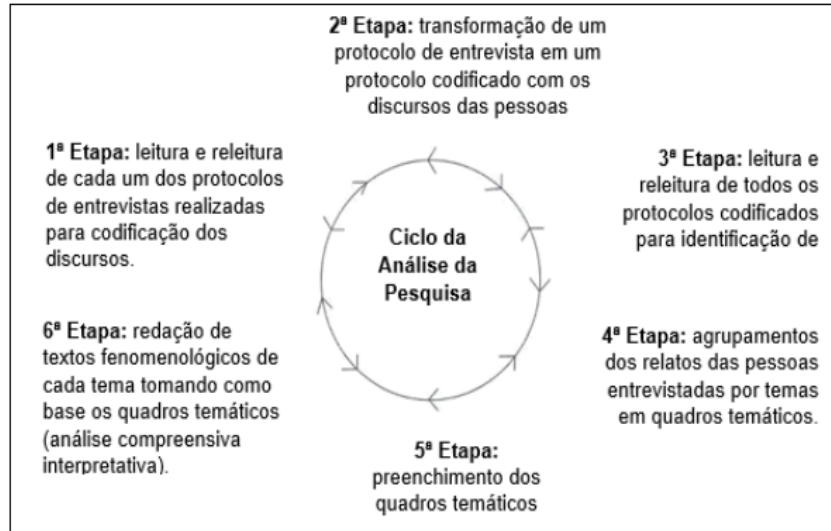 2ª Etapa: transformação de um
protocolo de entrevista em um
protocolo codificado com os
discursos das pessoas
1ª Etapa: leitura e releitura
de cada um dos protocolos
de entrevistas realizadas
para codificação dos
discursos.
3ª Etapa: leitura e
releitura de todos os
protocolos codificados
para identificação de
Ciclo da
Análise da
Pesquisa
6ª Etapa: redação de
textos fenomenológicos de
cada tema tomando como
base os quadros temáticos
(análise compreensiva
interpretativa).
4ª Etapa: agrupamentos
dos relatos das pessoas
entrevistadas por temas
em quadros temáticos.
5ª Etapa:
preenchimento dos
quadros temáticos